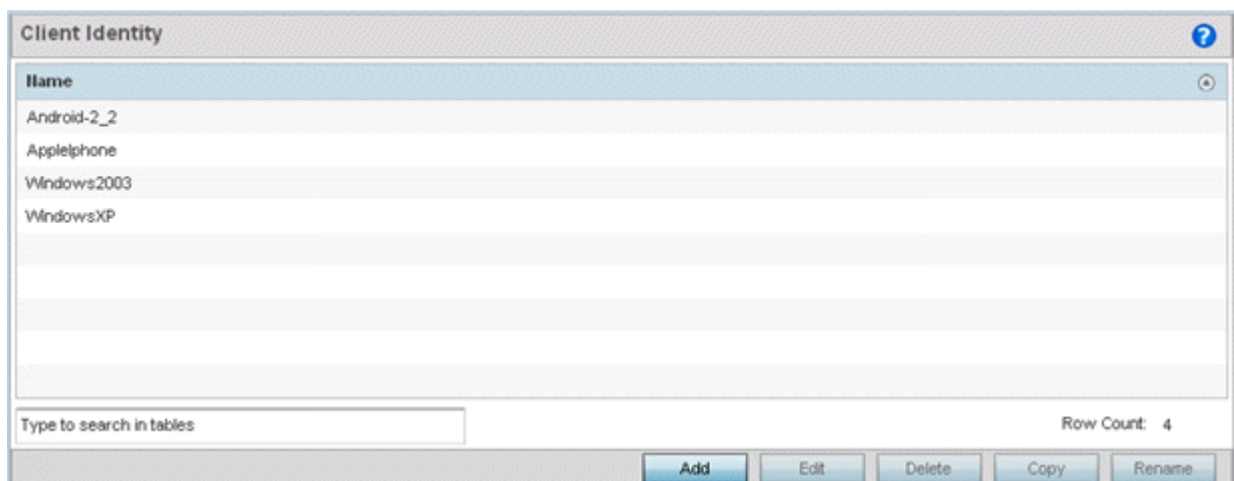 Client Identity
?
Name
Android-2_2
AppleIphone
Windows2003
WindowsXP
Type to search in tables
Row Count: 4
Add Edit Delete Copy Rename